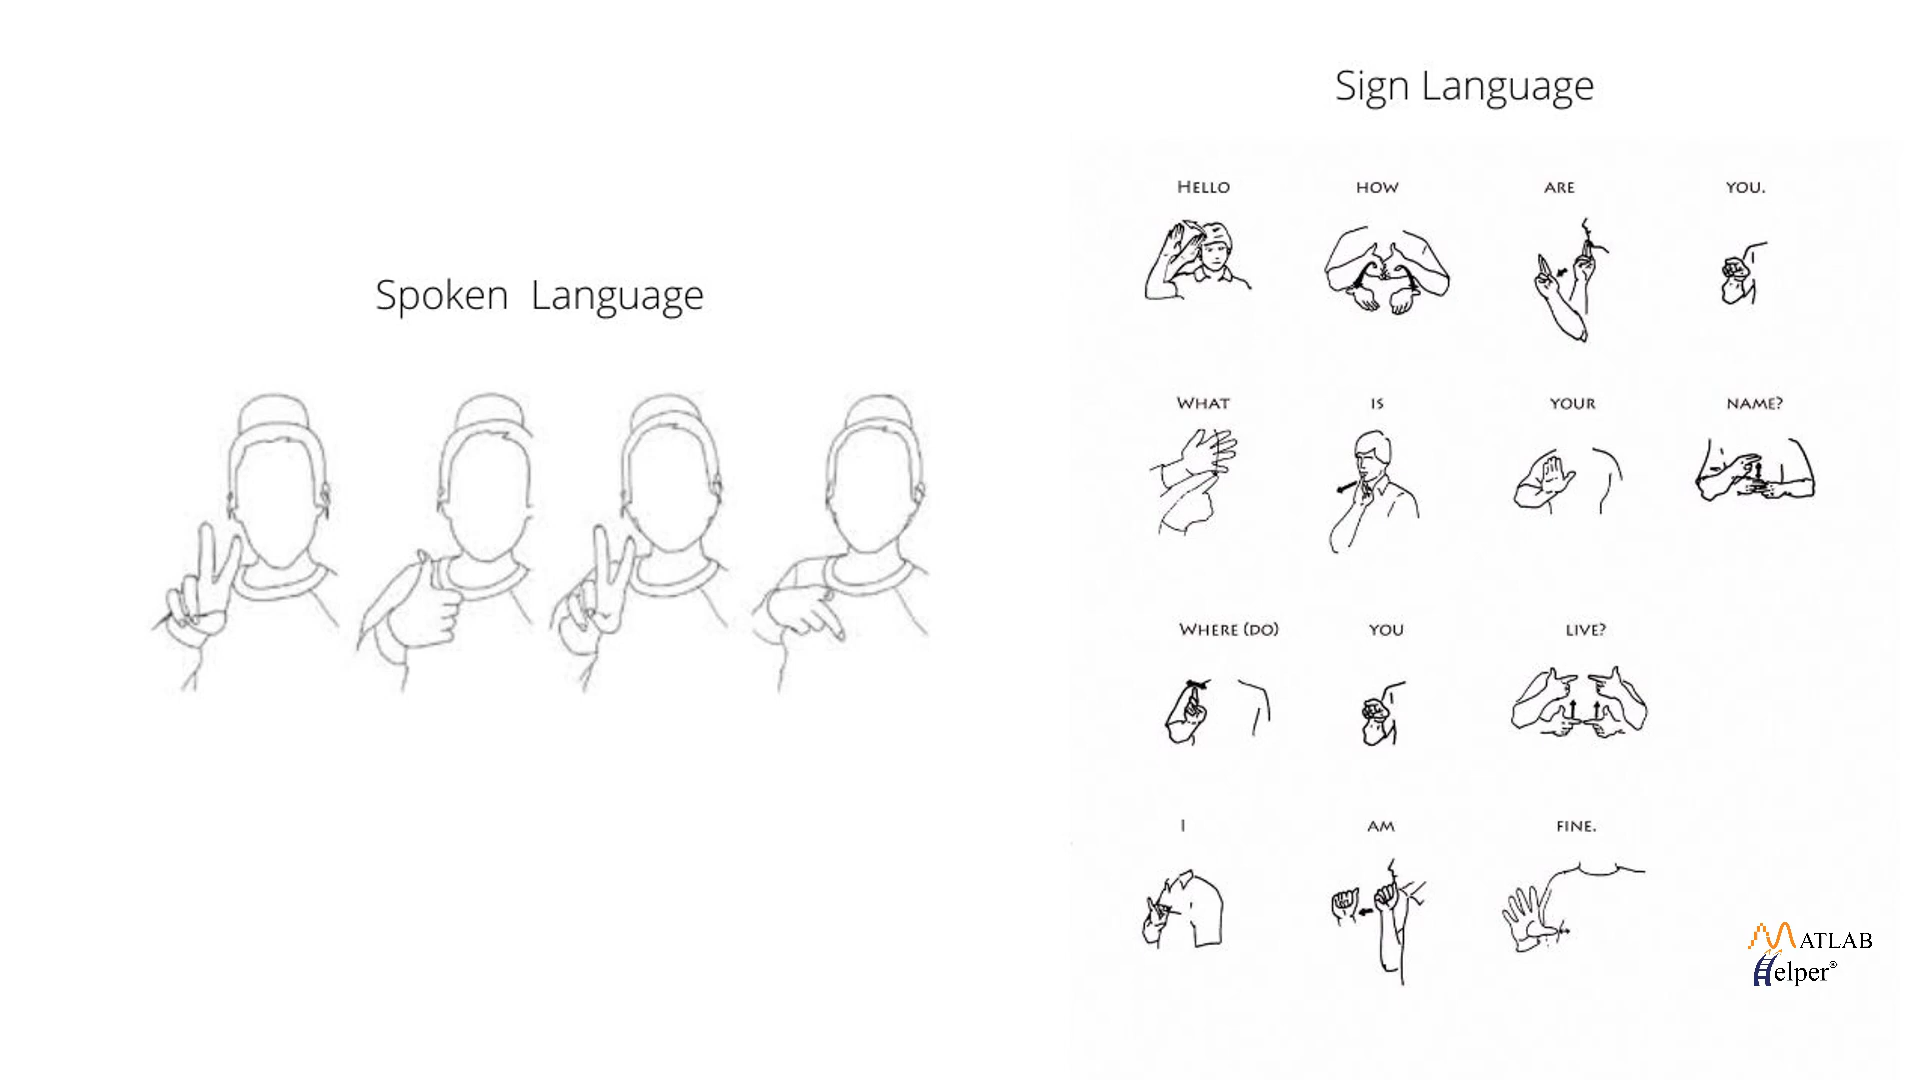 Spoken Language
Sign Language
HELLO HOW ARE YOU.
WHAT IS YOUR NAME?
WHERE (DO) YOU LIVE?
I AM FINE.
MATLAB
Helper®